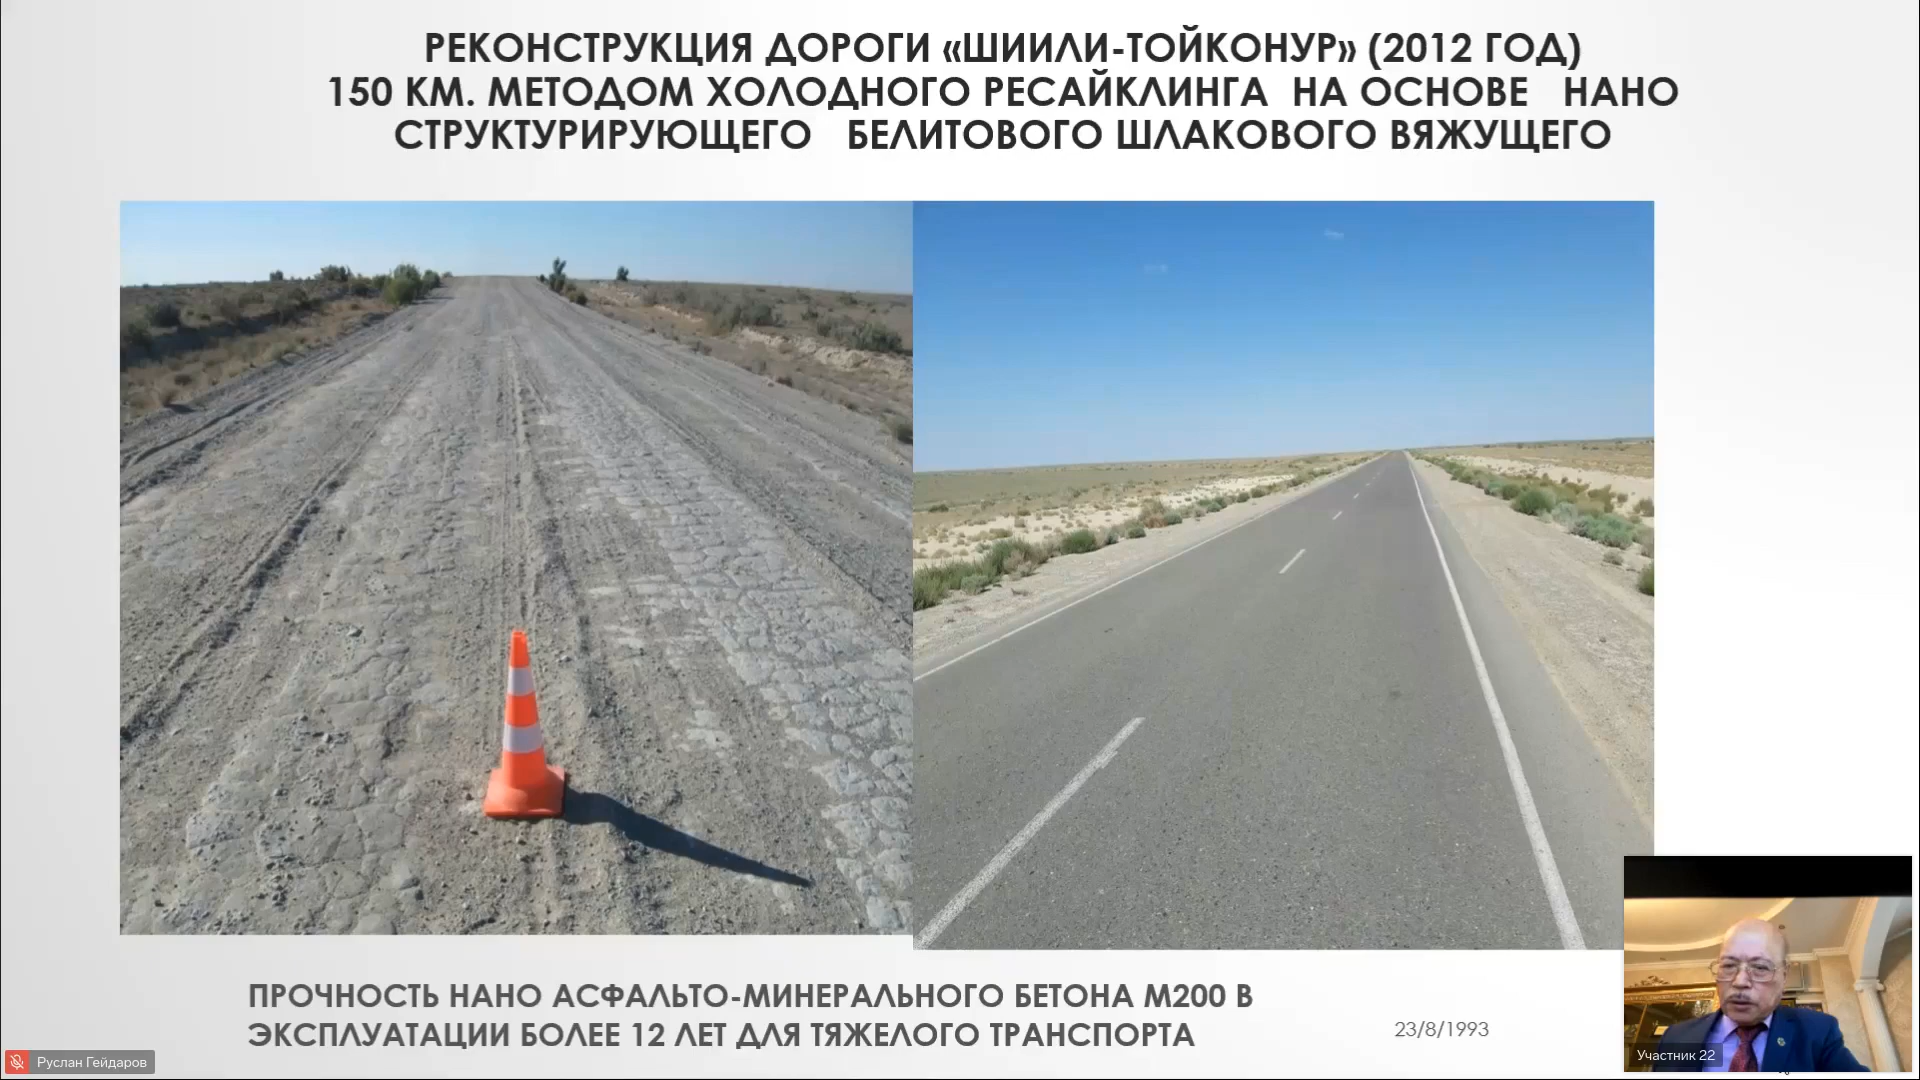 РЕКОНСТРУКЦИЯ ДОРОГИ «ШИИЛИ-ТОЙКОНУР» (2012 ГОД)
150 КМ. МЕТОДОМ ХОЛОДНОГО РЕСАЙКЛИНГА НА ОСНОВЕ НАНО
СТРУКТУРИРУЮЩЕГО БЕЛИТОВОГО ШЛАКОВОГО ВЯЖУЩЕГО
ПРОЧНОСТЬ НАНО АСФАЛЬТО-МИНЕРАЛЬНОГО БЕТОНА М200 В
ЭКСПЛУАТАЦИИ БОЛЕЕ 12 ЛЕТ ДЛЯ ТЯЖЕЛОГО ТРАНСПОРТА
23/8/1993
Руслан Гейдаров
Участник 22